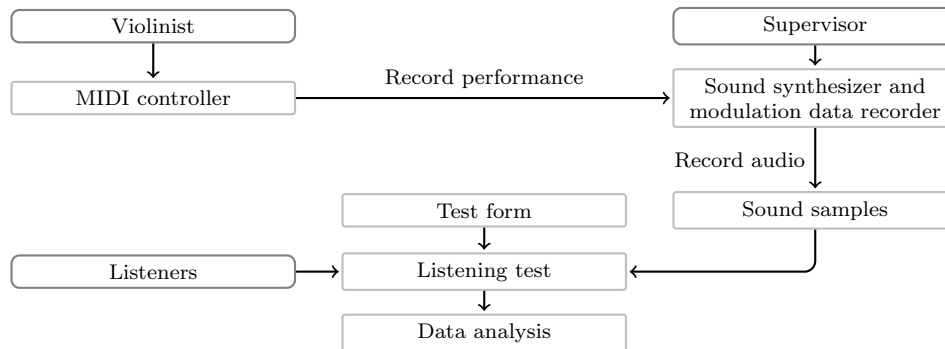 Violinist
Supervisor
MIDI controller
Record performance
Sound synthesizer and
modulation data recorder
Record audio
Test form
Sound samples
Listeners
Listening test
Data analysis